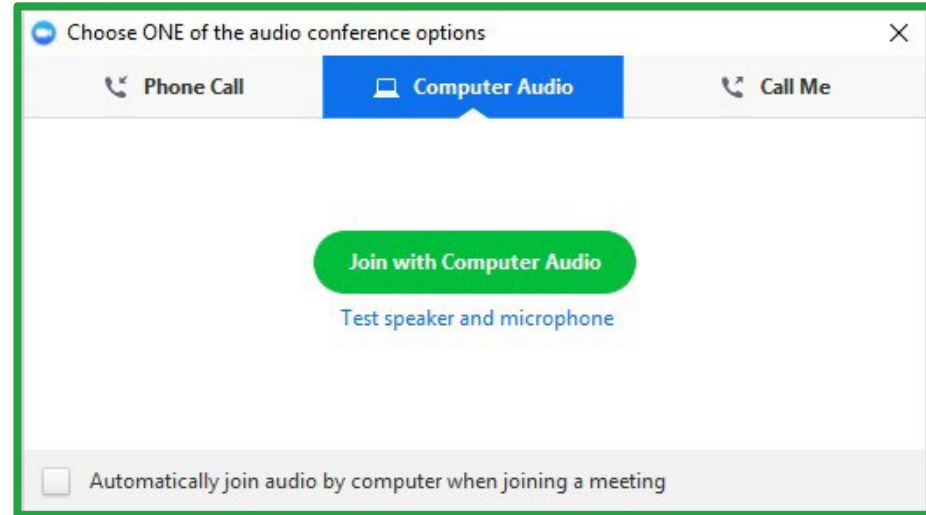 Choose ONE of the audio conference options
Phone Call
Computer Audio
Call Me
Join with Computer Audio
Test speaker and microphone
Automatically join audio by computer when joining a meeting